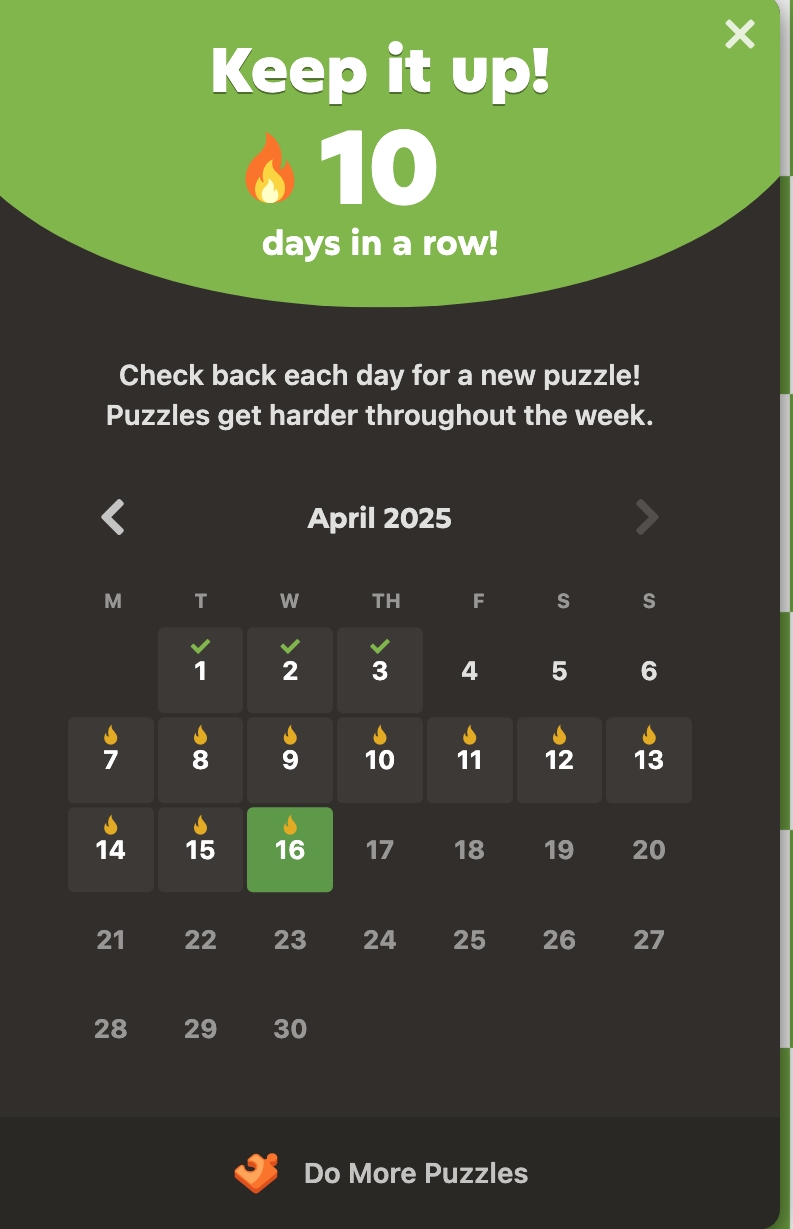 Keep it up!
10
days in a row!
Check back each day for a new puzzle!
Puzzles get harder throughout the week.
April 2025
M T W TH F S S
1 2 3 4 5 6
7 8 9 10 11 12 13
14 15 16 17 18 19 20
21 22 23 24 25 26 27
28 29 30
Do More Puzzles